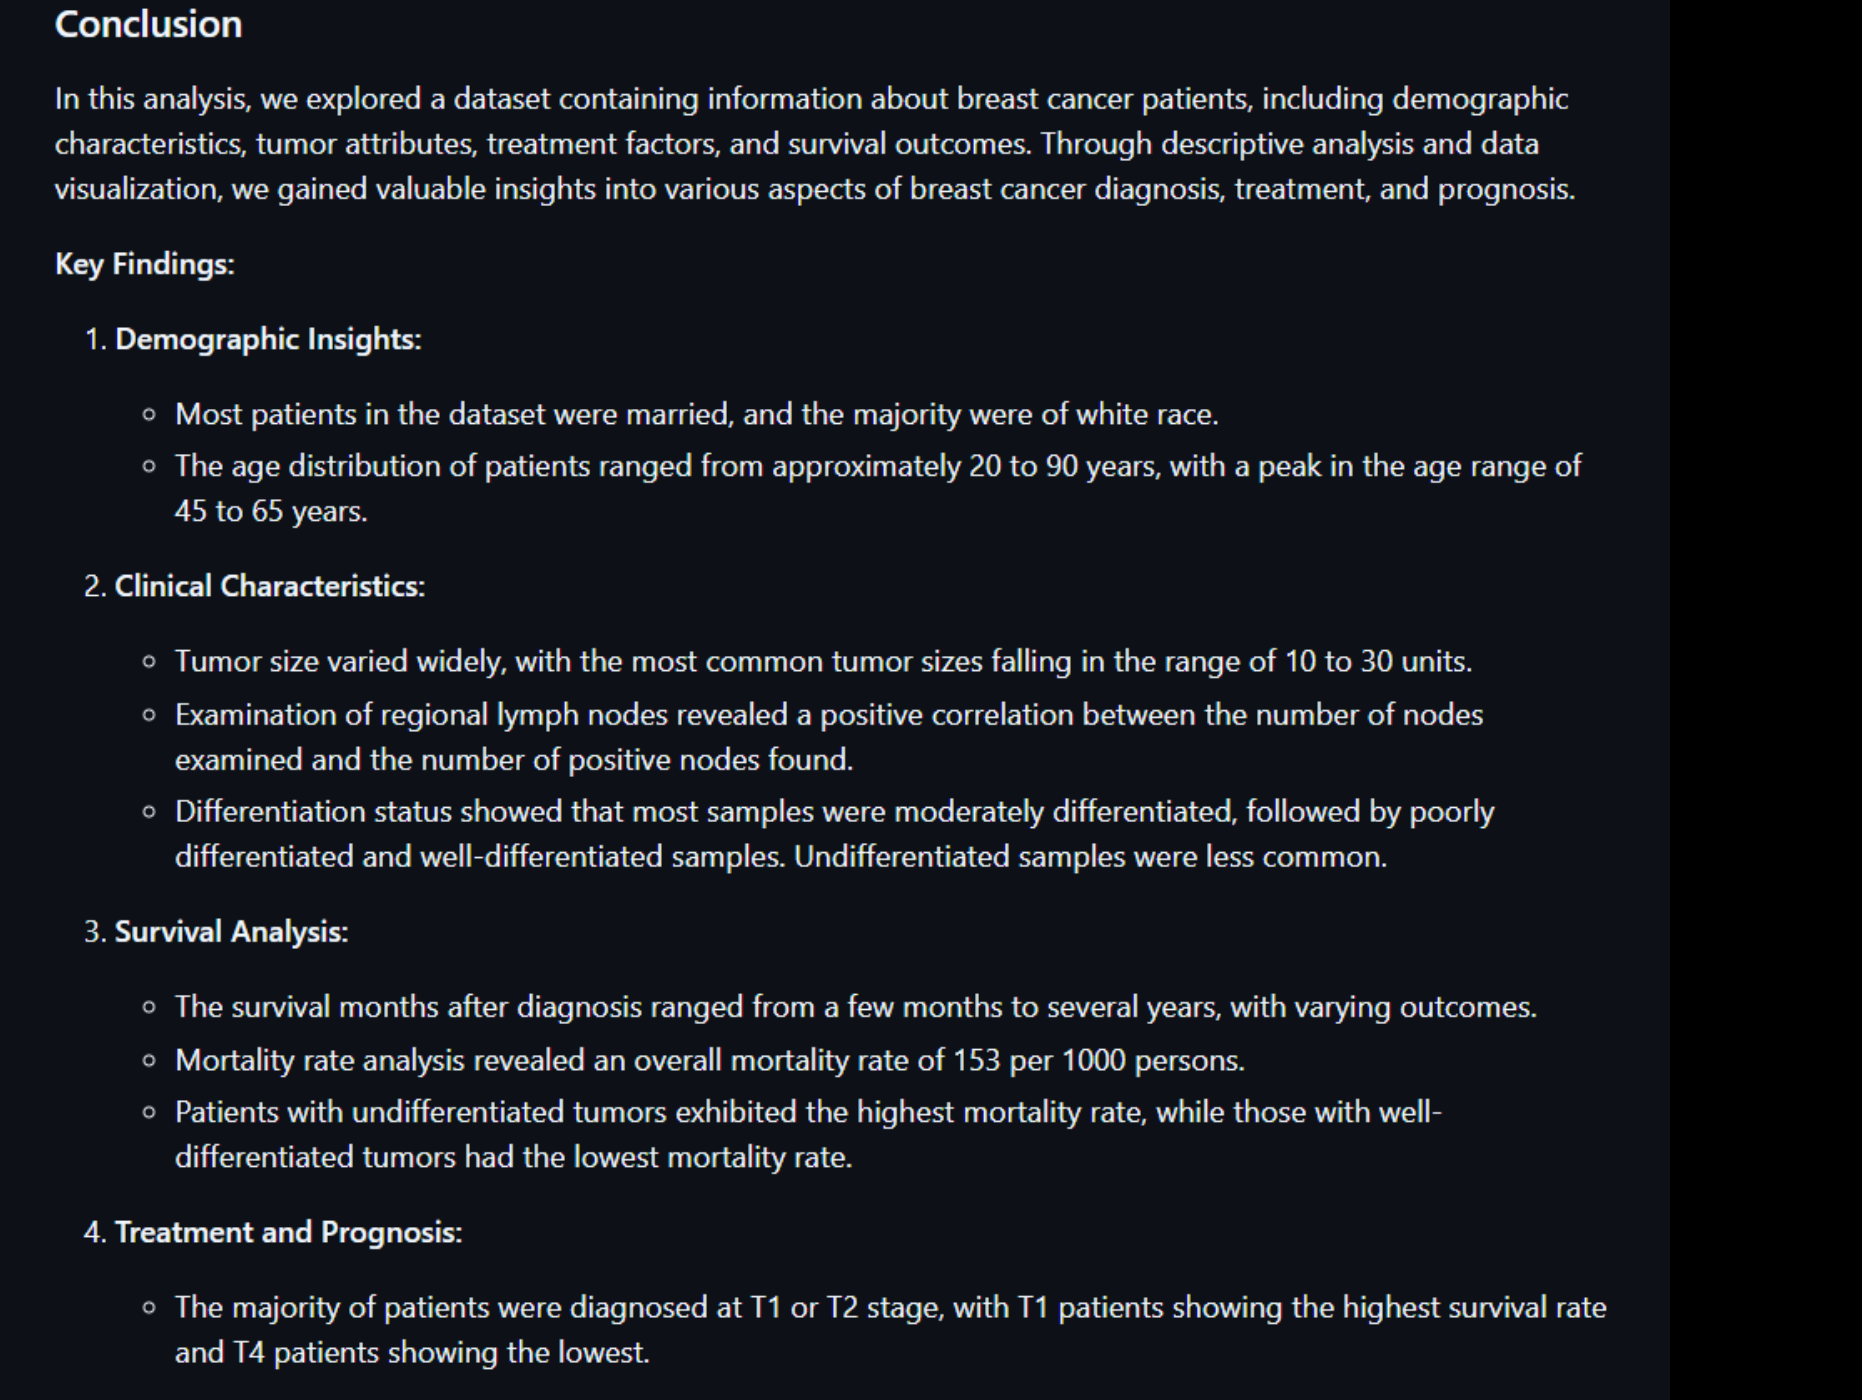 Conclusion
In this analysis, we explored a dataset containing information about breast cancer patients, including demographic
characteristics, tumor attributes, treatment factors, and survival outcomes. Through descriptive analysis and data
visualization, we gained valuable insights into various aspects of breast cancer diagnosis, treatment, and prognosis.
Key Findings:
1. Demographic Insights:
◦ Most patients in the dataset were married, and the majority were of white race.
◦ The age distribution of patients ranged from approximately 20 to 90 years, with a peak in the age range of
45 to 65 years.
2. Clinical Characteristics:
◦ Tumor size varied widely, with the most common tumor sizes falling in the range of 10 to 30 units.
◦ Examination of regional lymph nodes revealed a positive correlation between the number of nodes
examined and the number of positive nodes found.
◦ Differentiation status showed that most samples were moderately differentiated, followed by poorly
differentiated and well-differentiated samples. Undifferentiated samples were less common.
3. Survival Analysis:
◦ The survival months after diagnosis ranged from a few months to several years, with varying outcomes.
◦ Mortality rate analysis revealed an overall mortality rate of 153 per 1000 persons.
◦ Patients with undifferentiated tumors exhibited the highest mortality rate, while those with well-
differentiated tumors had the lowest mortality rate.
4. Treatment and Prognosis:
◦ The majority of patients were diagnosed at T1 or T2 stage, with T1 patients showing the highest survival rate
and T4 patients showing the lowest.